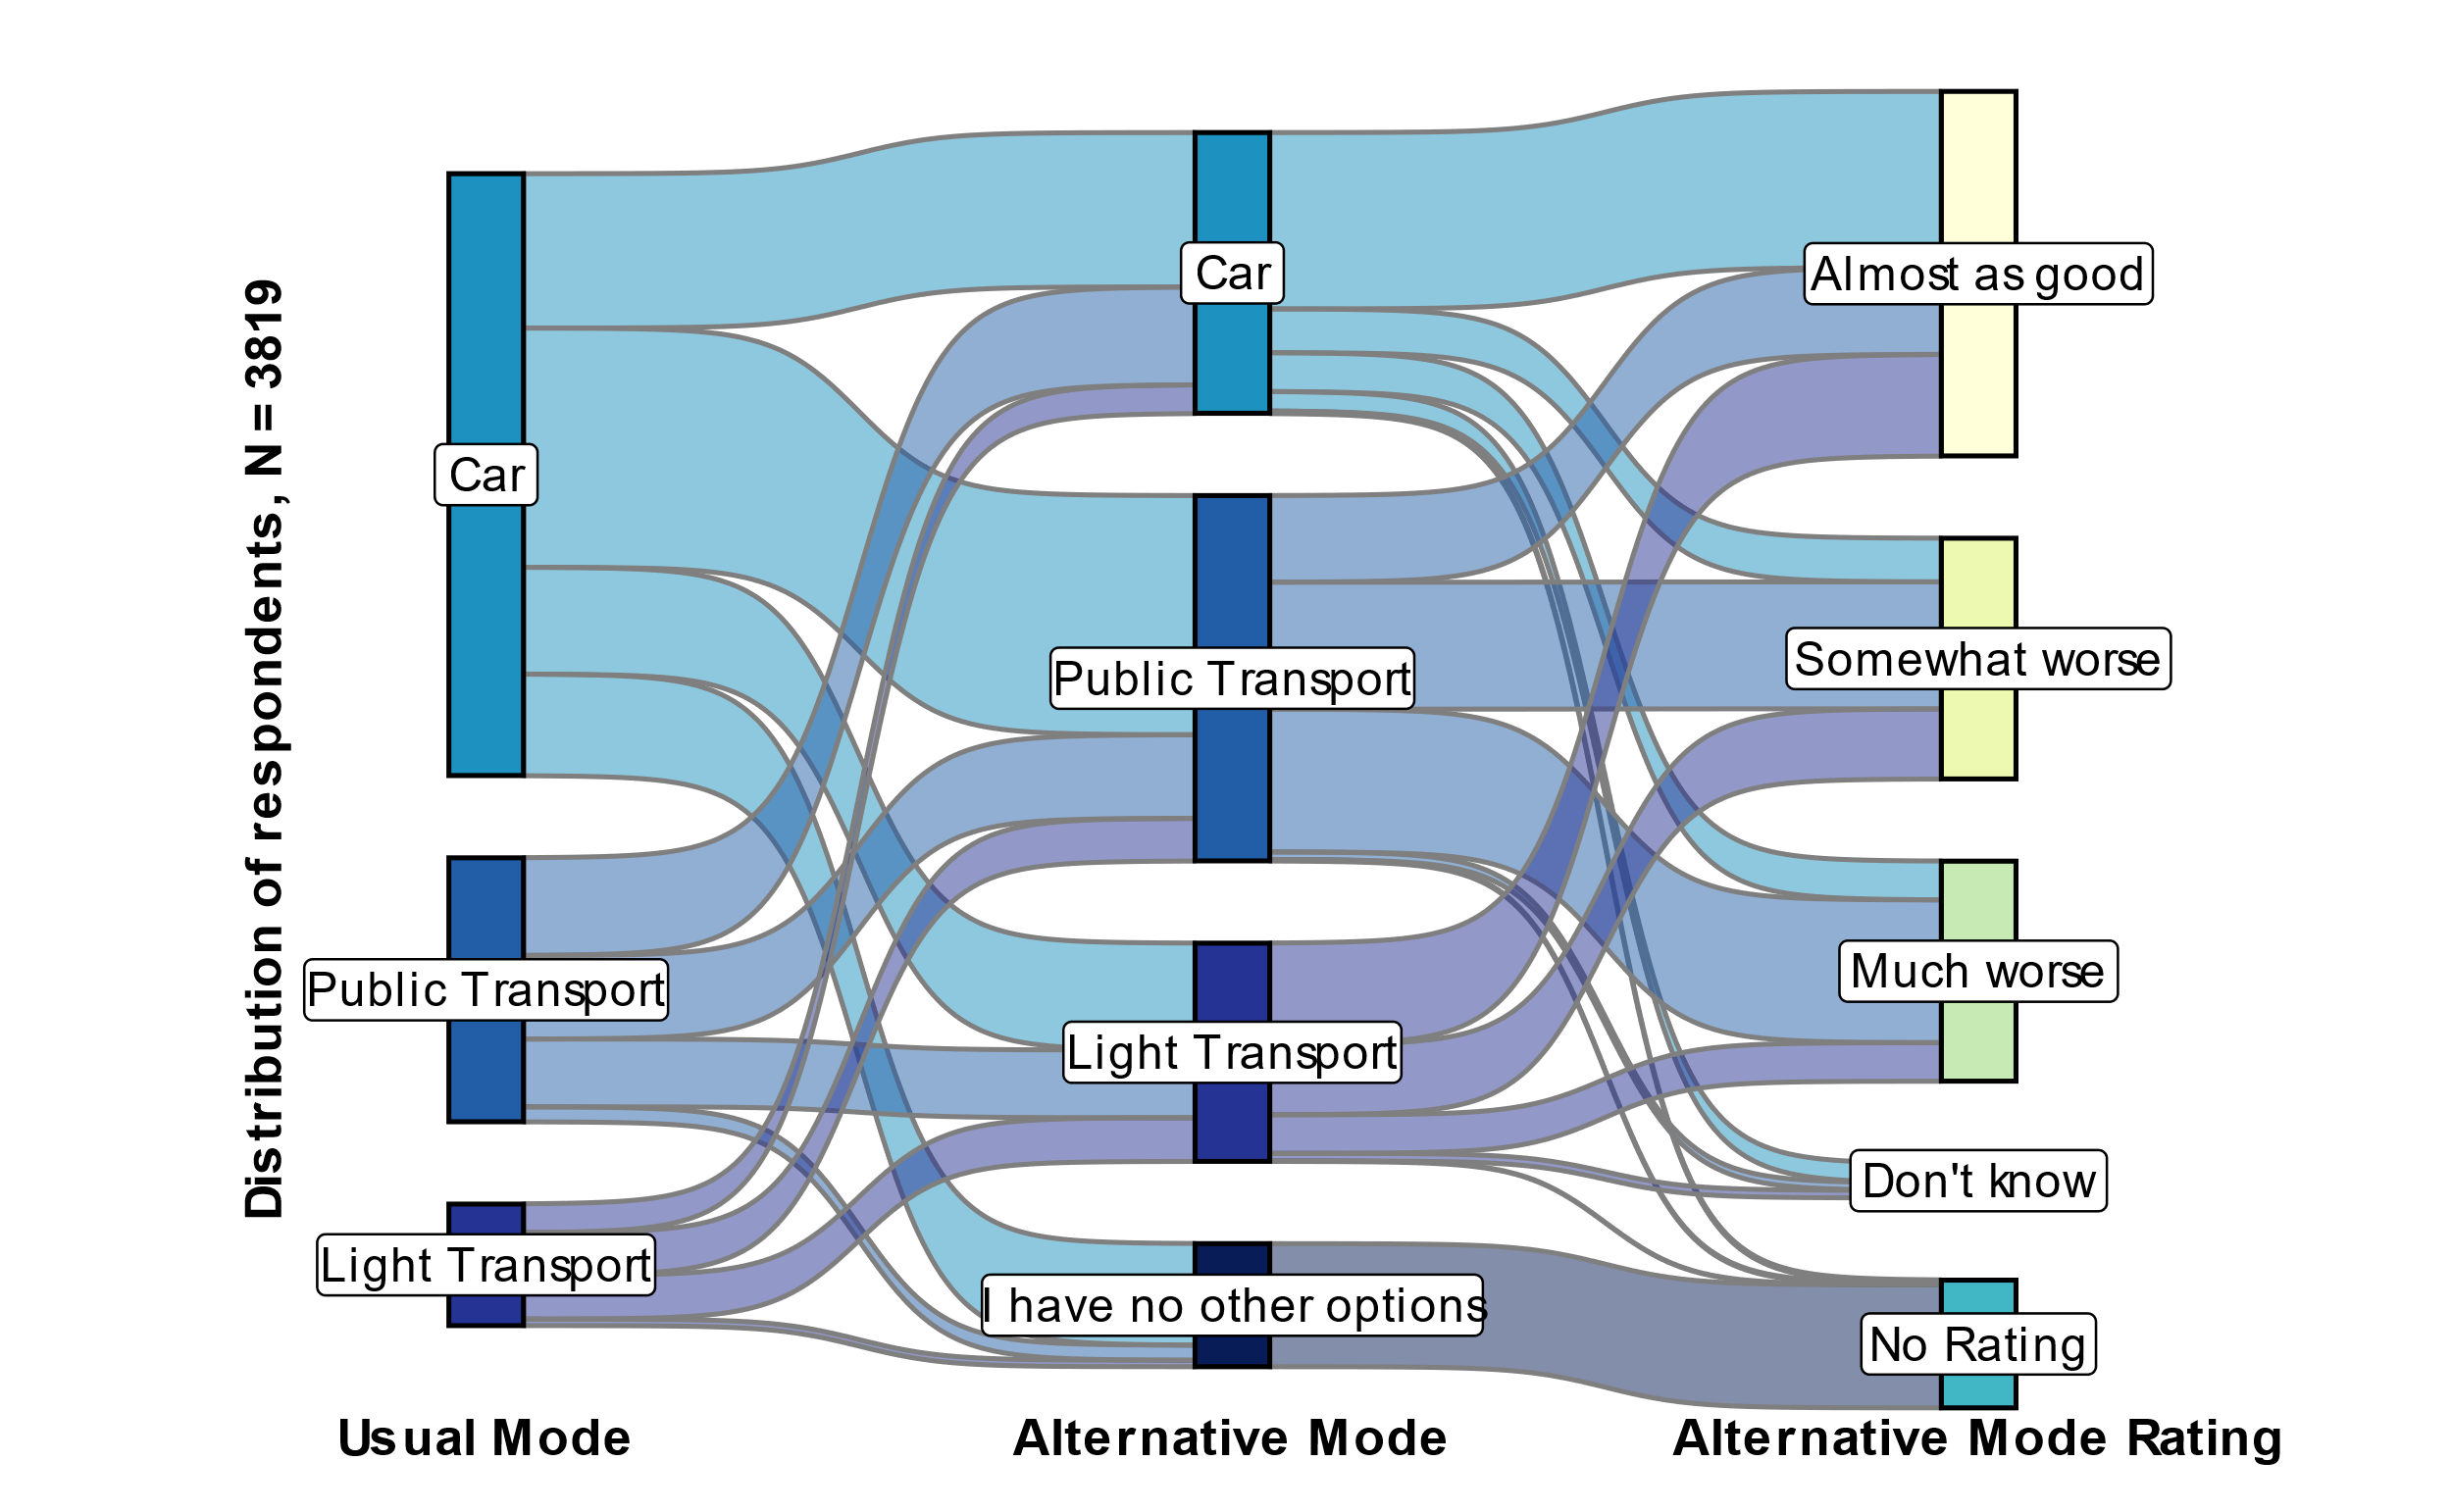 Distribution of respondents, N = 3819
Car
Public Transport
Light Transport
Usual Mode
Car
Public Transport
Light Transport
I have no other options
Alternative Mode
Almost as good
Somewhat worse
Much worse
Don't know
No Rating
Alternative Mode Rating